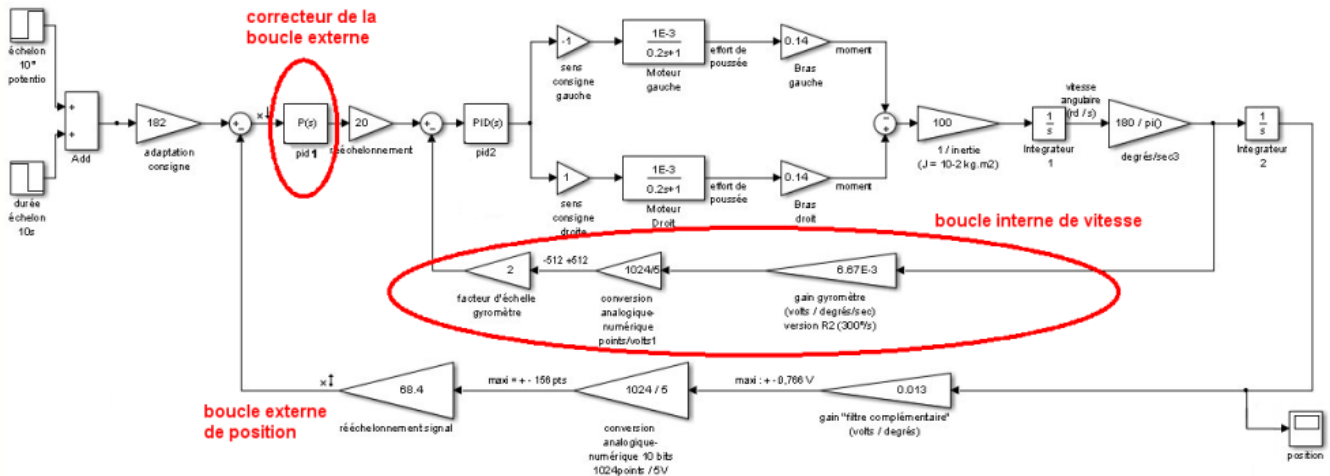 correcteur de la
boucle externe
échelon
10°
potentio
+
+
Add
durée
échelon
10s
182
adaptation
consigne
P(s)
pid1
20
rééchelonnement
PID(s)
pid2
-1
sens
consigne
gauche
1E-3
0.2s+1
Moteur
gauche
effort de
poussée
0.14
Bras
gauche
moment
1
sens
consigne
droite
1E-3
0.2s+1
Moteur
Droit
effort de
poussée
0.14
Bras
droit
moment
100
1 / inertie
(J = 10-2 kg.m2)
1
s
Integrateur
1
vitesse
angulaire
(rd / s)
180 / pi()
degrés/sec3
1
s
Integrateur
2
boucle interne de vitesse
2
facteur d'échelle
gyromètre
-512 +512
1024/5
conversion
analogique-
numérique
points/volts1
6.67E-3
gain gyromètre
(volts / degrés/sec)
version R2 (300°/s)
boucle externe
de position
68.4
rééchelonnement signal
maxi = + - 156 pts
1024 / 5
conversion
analogique-
numérique 10 bits
1024points / 5V
maxi : + - 0,766 V
0.013
gain "filtre complémentaire"
(volts / degrés)
position